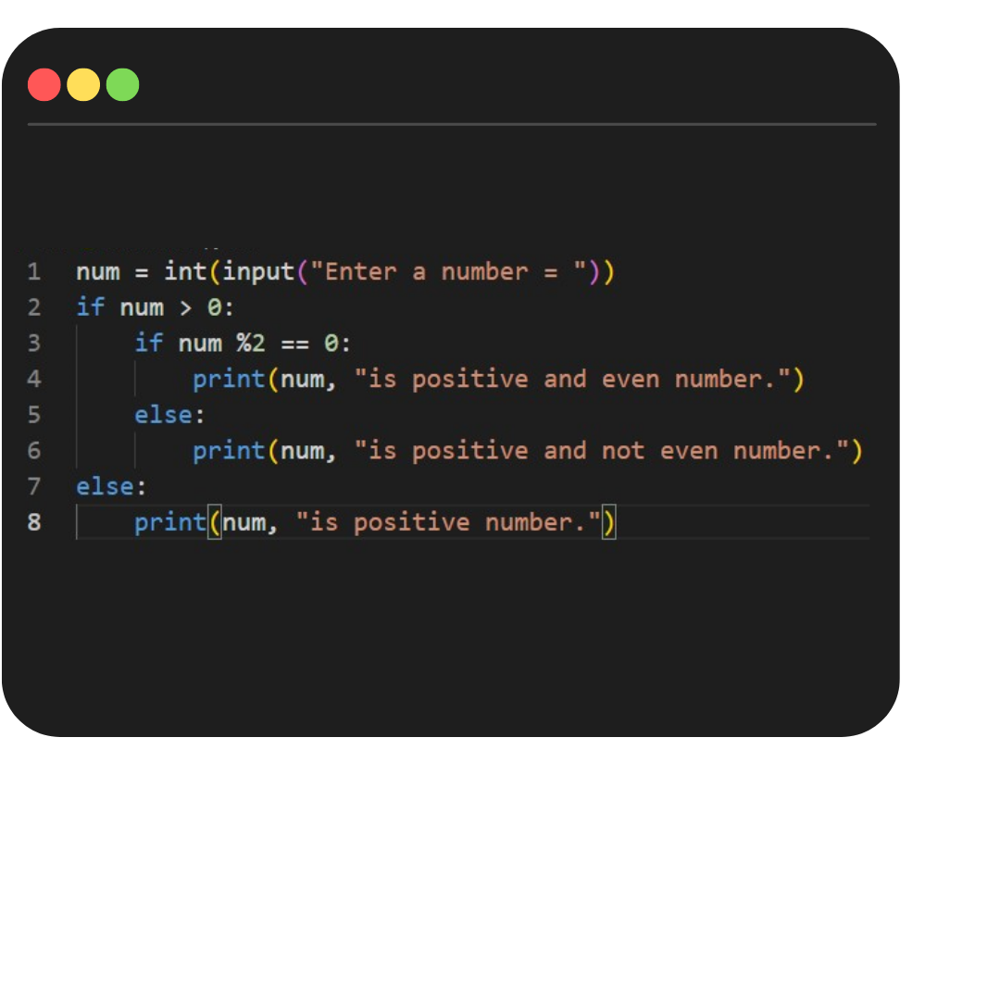 1 num = int(input("Enter a number = "))
2 if num > 0:
3     if num %2 == 0:
4         print(num, "is positive and even number.")
5     else:
6         print(num, "is positive and not even number.")
7 else:
8     print(num, "is positive number.")